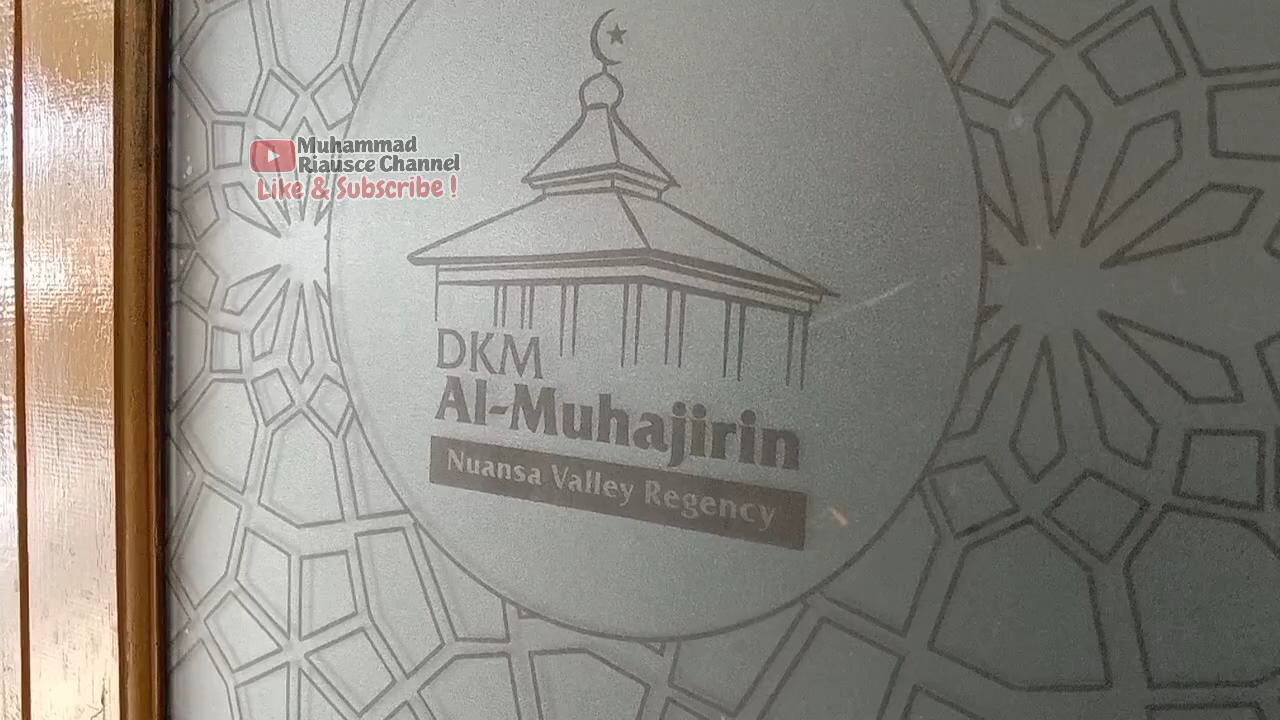 Muhammad
Riausce Channel
Like & Subscribe !
DKM
Al-Muhajirin
Nuansa Valley Regency